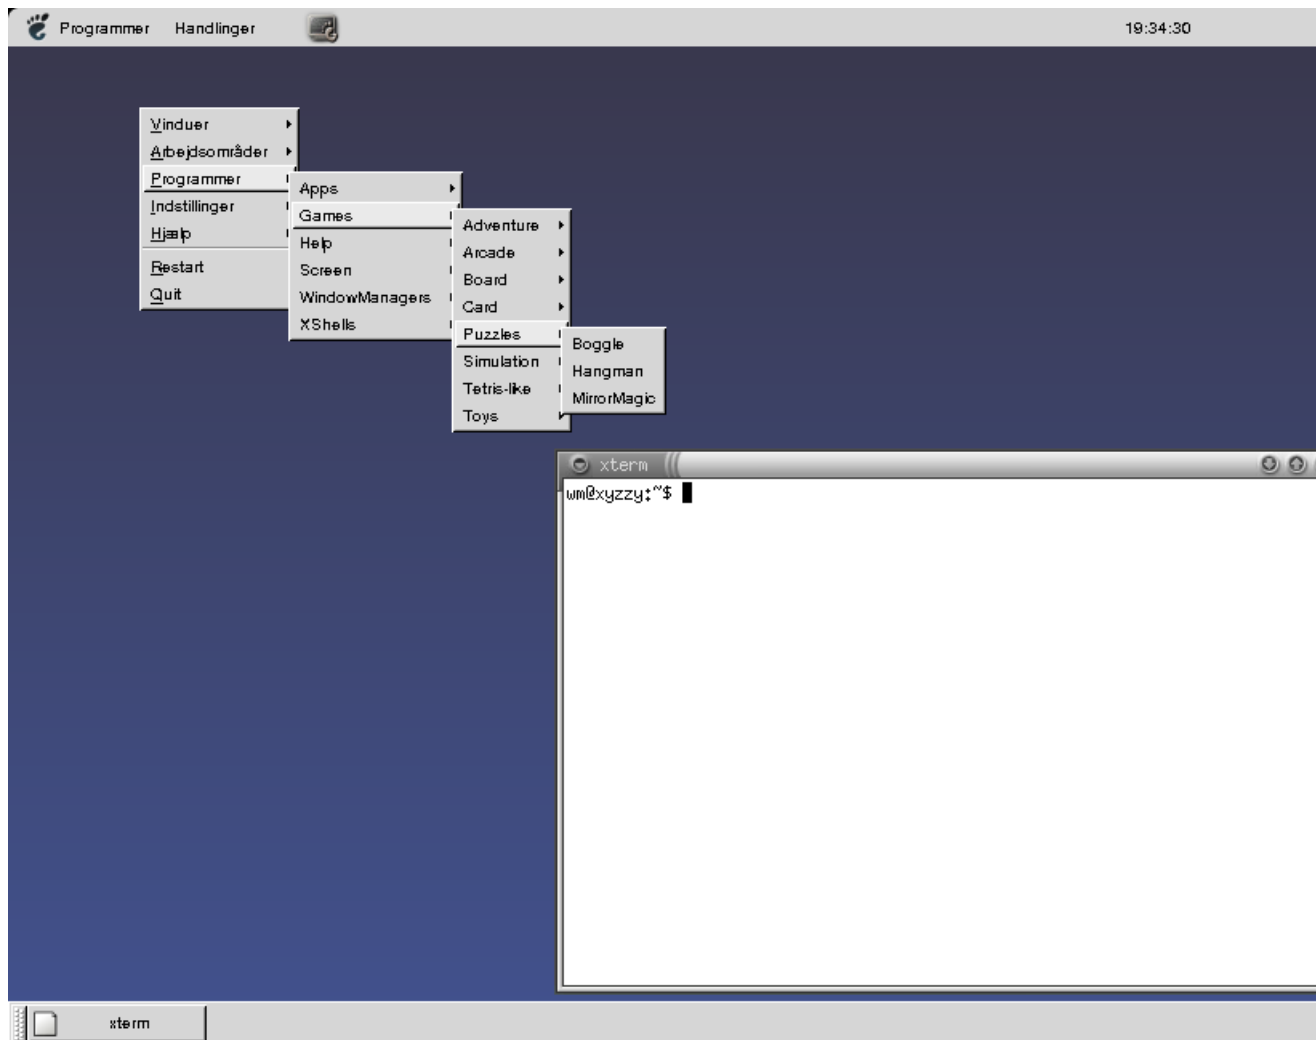 Programmer Handlinger 19:34:30
Vinduer
Arbejdsområder
Programmer
Indstillinger
Hjælp
Restart
Quit
Apps
Games
Help
Screen
WindowManagers
XShells
Adventure
Arcade
Board
Card
Puzzles
Simulation
Tetris-like
Toys
Boggle
Hangman
MirrorMagic
xterm
wm@xyzzy:~$
xterm